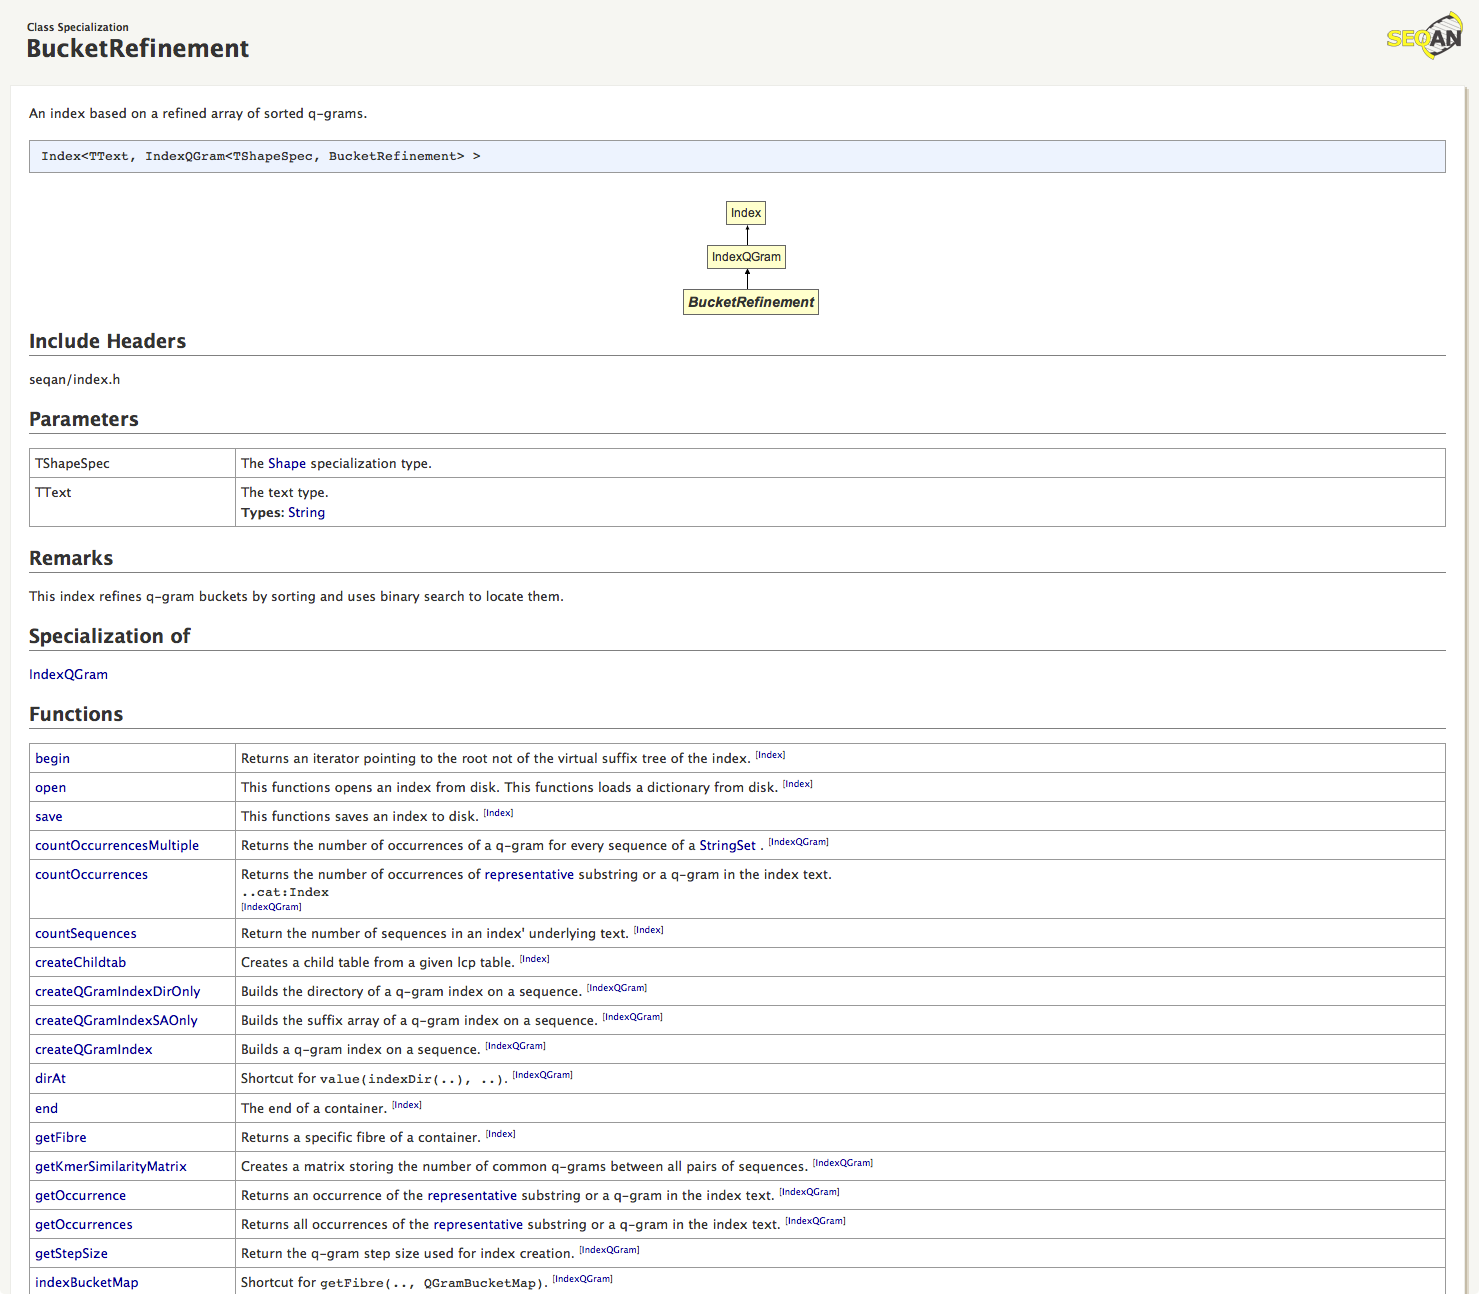 Class Specialization
BucketRefinement
SEQAN
An index based on a refined array of sorted q-grams.
Index<TText, IndexQGram<TShapeSpec, BucketRefinement> >
Index
IndexQGram
BucketRefinement
Include Headers
seqan/index.h
Parameters
TShapeSpec The Shape specialization type.
TText The text type.
Types: String
Remarks
This index refines q-gram buckets by sorting and uses binary search to locate them.
Specialization of
IndexQGram
Functions
begin Returns an iterator pointing to the root not of the virtual suffix tree of the index. [Index]
open This functions opens an index from disk. This functions loads a dictionary from disk. [Index]
save This functions saves an index to disk. [Index]
countOccurrencesMultiple Returns the number of occurrences of a q-gram for every sequence of a StringSet . [IndexQGram]
countOccurrences Returns the number of occurrences of representative substring or a q-gram in the index text.
..cat:Index
[IndexQGram]
countSequences Return the number of sequences in an index' underlying text. [Index]
createChildtab Creates a child table from a given lcp table. [Index]
createQGramIndexDirOnly Builds the directory of a q-gram index on a sequence. [IndexQGram]
createQGramIndexSAOnly Builds the suffix array of a q-gram index on a sequence. [IndexQGram]
createQGramIndex Builds a q-gram index on a sequence. [IndexQGram]
dirAt Shortcut for value(indexDir(..), ..). [IndexQGram]
end The end of a container. [Index]
getFibre Returns a specific fibre of a container. [Index]
getKmerSimilarityMatrix Creates a matrix storing the number of common q-grams between all pairs of sequences. [IndexQGram]
getOccurrence Returns an occurrence of the representative substring or a q-gram in the index text. [IndexQGram]
getOccurrences Returns all occurrences of the representative substring or a q-gram in the index text. [IndexQGram]
getStepSize Return the q-gram step size used for index creation. [IndexQGram]
indexBucketMap Shortcut for getFibre(.., QGramBucketMap). [IndexQGram]